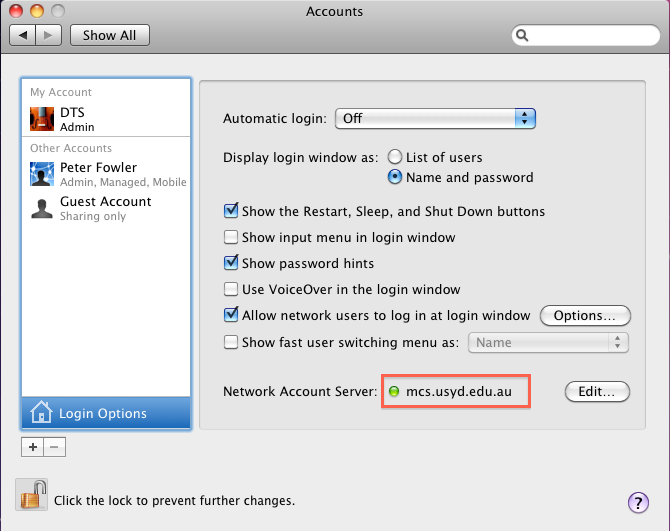 Accounts
Show All
My Account
DTS
Admin
Other Accounts
Peter Fowler
Admin, Managed, Mobile
Guest Account
Sharing only
Login Options
Automatic login: Off
Display login window as: List of users
Name and password
Show the Restart, Sleep, and Shut Down buttons
Show input menu in login window
Show password hints
Use VoiceOver in the login window
Allow network users to log in at login window Options...
Show fast user switching menu as: Name
Network Account Server: mcs.usyd.edu.au Edit...
+ −
Click the lock to prevent further changes. ?